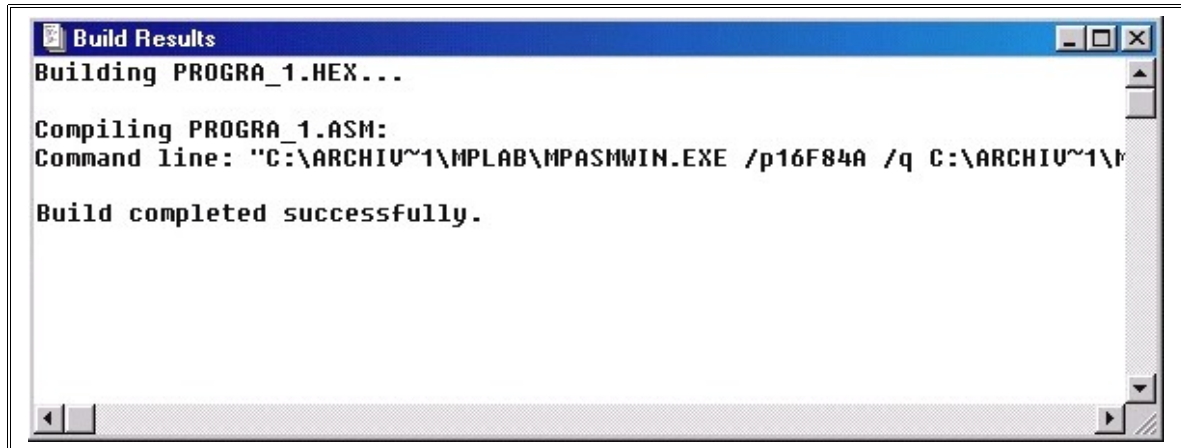 Build Results
Building PROGRA_1.HEX...
Compiling PROGRA_1.ASM:
Command line: "C:\ARCHIV~1\MPLAB\MPASMWIN.EXE /p16F84A /q C:\ARCHIV~1\
Build completed successfully.